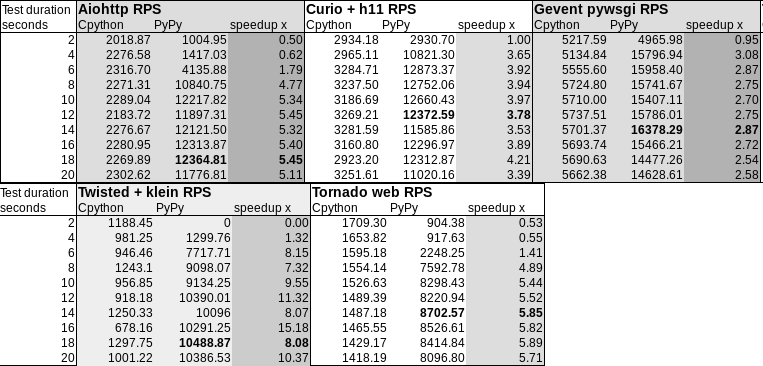 Test duration Aiohttp RPS Curio + h11 RPS Gevent pywsgi RPS
seconds Cpython PyPy speedup x Cpython PyPy speedup x Cpython PyPy speedup x
2 2018.87 1004.95 0.50 2934.18 2930.70 1.00 5217.59 4965.98 0.95
4 2276.58 1417.03 0.62 2965.11 10821.30 3.65 5134.84 15796.94 3.08
6 2316.70 4135.88 1.79 3284.71 12873.37 3.92 5555.60 15958.40 2.87
8 2271.31 10840.75 4.77 3237.50 12752.06 3.94 5724.80 15741.67 2.75
10 2289.04 12217.82 5.34 3186.69 12660.43 3.97 5710.00 15407.11 2.70
12 2183.72 11897.31 5.45 3269.21 12372.59 3.78 5737.51 15786.01 2.75
14 2276.67 12121.50 5.32 3281.59 11585.86 3.53 5701.37 16378.29 2.87
16 2280.95 12313.87 5.40 3160.80 12296.97 3.89 5693.74 15466.21 2.72
18 2269.89 12364.81 5.45 2923.20 12312.87 4.21 5690.63 14477.26 2.54
20 2302.62 11776.81 5.11 3251.61 11020.16 3.39 5662.38 14628.61 2.58
Test duration Twisted + klein RPS Tornado web RPS
seconds Cpython PyPy speedup x Cpython PyPy speedup x
2 1188.45 0 0.00 1709.30 904.38 0.53
4 981.25 1299.76 1.32 1653.82 917.63 0.55
6 946.46 7717.71 8.15 1595.18 2248.25 1.41
8 1243.1 9098.07 7.32 1554.14 7592.78 4.89
10 956.85 9134.25 9.55 1526.63 8298.43 5.44
12 918.18 10390.01 11.32 1489.39 8220.94 5.52
14 1250.33 10096 8.07 1487.18 8702.57 5.85
16 678.16 10291.25 15.18 1465.55 8526.61 5.82
18 1297.75 10488.87 8.08 1429.17 8414.84 5.89
20 1001.22 10386.53 10.37 1418.19 8096.80 5.71